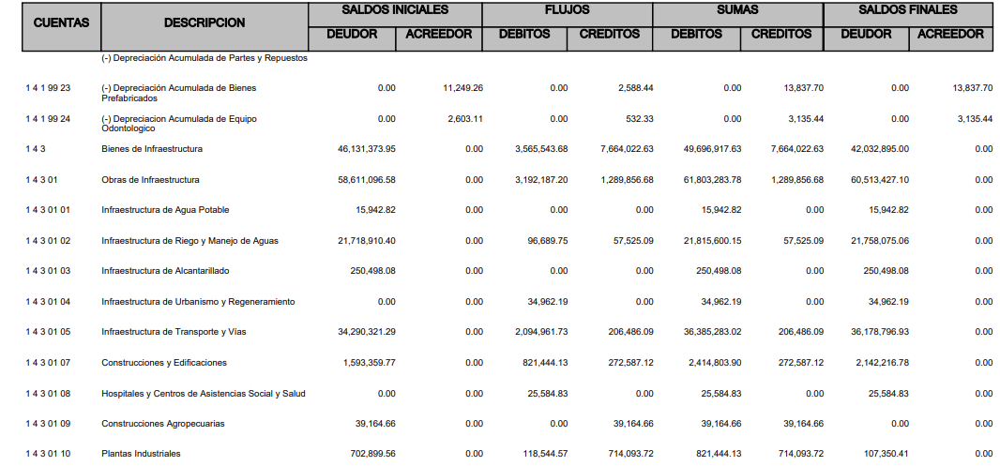 CUENTAS DESCRIPCION SALDOS INICIALES FLUJOS SUMAS SALDOS FINALES
DEUDOR ACREEDOR DEBITOS CREDITOS DEBITOS CREDITOS DEUDOR ACREEDOR
(-) Depreciación Acumulada de Partes y Repuestos
1 4 1 99 23 (-) Depreciación Acumulada de Bienes 0.00 11,249.26 0.00 2,588.44 0.00 13,837.70 0.00 13,837.70
Prefabricados
1 4 1 99 24 (-) Depreciacion Acumulada de Equipo 0.00 2,603.11 0.00 532.33 0.00 3,135.44 0.00 3,135.44
Odontologico
1 4 3 Bienes de Infraestructura 46,131,373.95 0.00 3,565,543.68 7,664,022.63 49,696,917.63 7,664,022.63 42,032,895.00 0.00
1 4 3 01 Obras de Infraestructura 58,611,096.58 0.00 3,192,187.20 1,289,856.68 61,803,283.78 1,289,856.68 60,513,427.10 0.00
1 4 3 01 01 Infraestructura de Agua Potable 15,942.82 0.00 0.00 0.00 15,942.82 0.00 15,942.82 0.00
1 4 3 01 02 Infraestructura de Riego y Manejo de Aguas 21,718,910.40 0.00 96,689.75 57,525.09 21,815,600.15 57,525.09 21,758,075.06 0.00
1 4 3 01 03 Infraestructura de Alcantarillado 250,498.08 0.00 0.00 0.00 250,498.08 0.00 250,498.08 0.00
1 4 3 01 04 Infraestructura de Urbanismo y Regeneramiento 0.00 0.00 34,962.19 0.00 34,962.19 0.00 34,962.19 0.00
1 4 3 01 05 Infraestructura de Transporte y Vías 34,290,321.29 0.00 2,094,961.73 206,486.09 36,385,283.02 206,486.09 36,178,796.93 0.00
1 4 3 01 07 Construcciones y Edificaciones 1,593,359.77 0.00 821,444.13 272,587.12 2,414,803.90 272,587.12 2,142,216.78 0.00
1 4 3 01 08 Hospitales y Centros de Asistencias Social y Salud 0.00 0.00 25,584.83 0.00 25,584.83 0.00 25,584.83 0.00
1 4 3 01 09 Construcciones Agropecuarias 39,164.66 0.00 0.00 39,164.66 39,164.66 39,164.66 0.00 0.00
1 4 3 01 10 Plantas Industriales 702,899.56 0.00 118,544.57 714,093.72 821,444.13 714,093.72 107,350.41 0.00